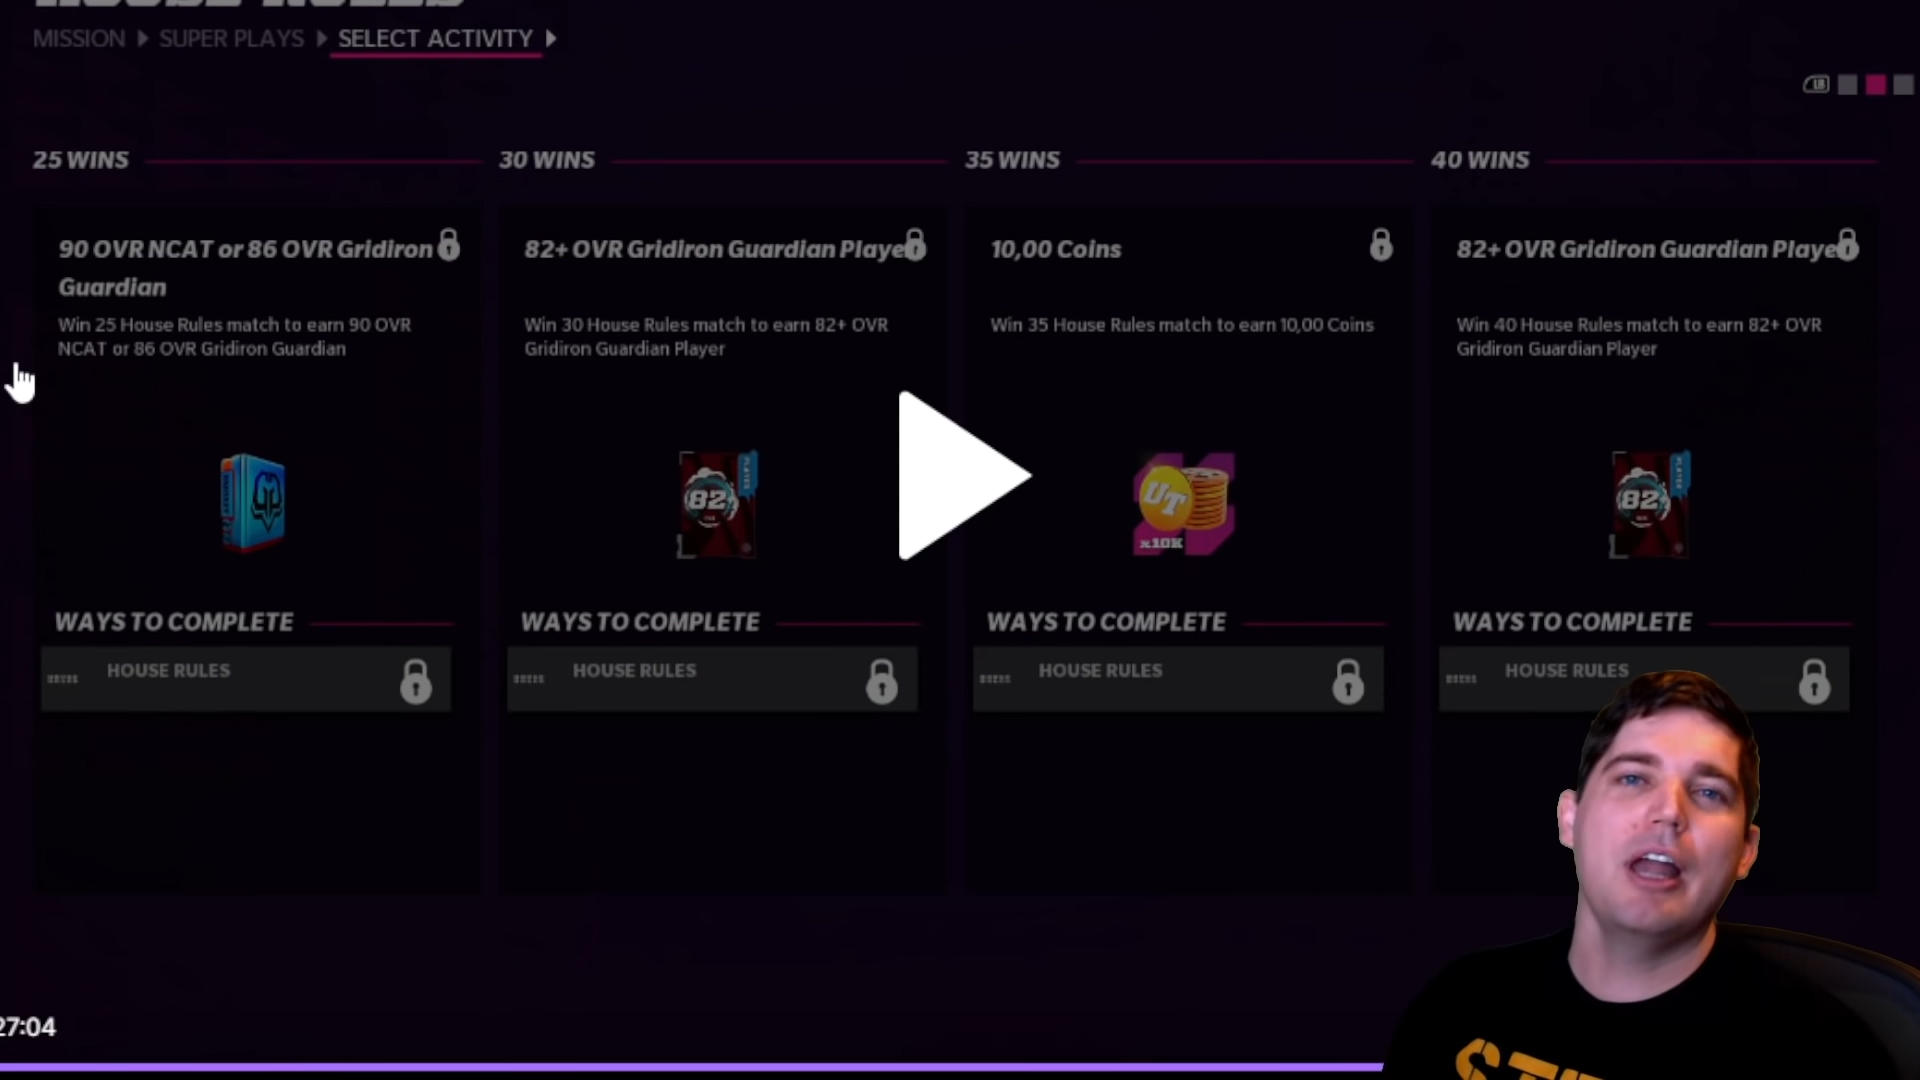 MISSION SUPER PLAYS SELECT ACTIVITY
LB
25 WINS
30 WINS
35 WINS
40 WINS
90 OVR NCAT or 86 OVR Gridiron
Guardian
Win 25 House Rules match to earn 90 OVR
NCAT or 86 OVR Gridiron Guardian
82+ OVR Gridiron Guardian Playe
Win 30 House Rules match to earn 82+ OVR
Gridiron Guardian Player
82
10,00 Coins
Win 35 House Rules match to earn 10,00 Coins
UT
x10K
82+ OVR Gridiron Guardian Playe
Win 40 House Rules match to earn 82+ OVR
Gridiron Guardian Player
82
WAYS TO COMPLETE
HOUSE RULES
WAYS TO COMPLETE
HOUSE RULES
WAYS TO COMPLETE
HOUSE RULES
WAYS TO COMPLETE
HOUSE RULES
27:04